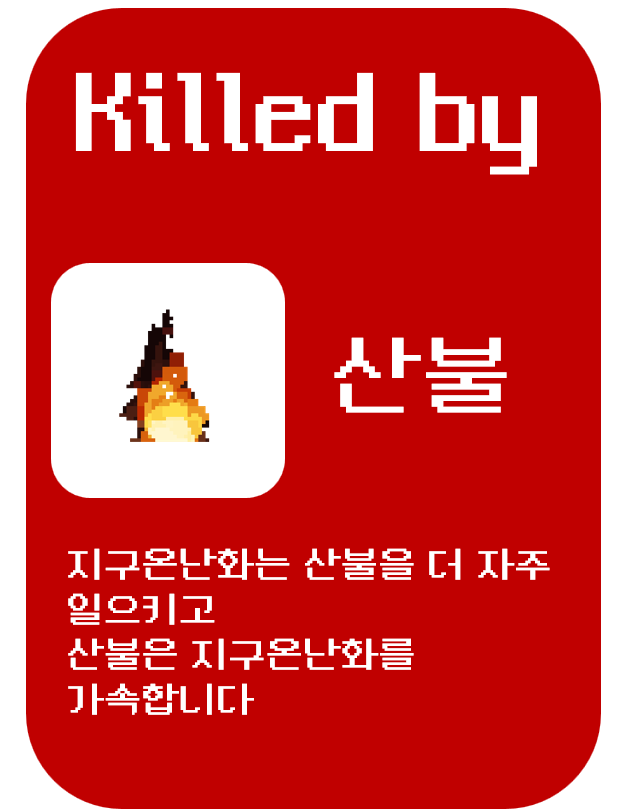 Killed by
산불
지구온난화는 산불을 더 자주
일으키고
산불은 지구온난화를
가속합니다